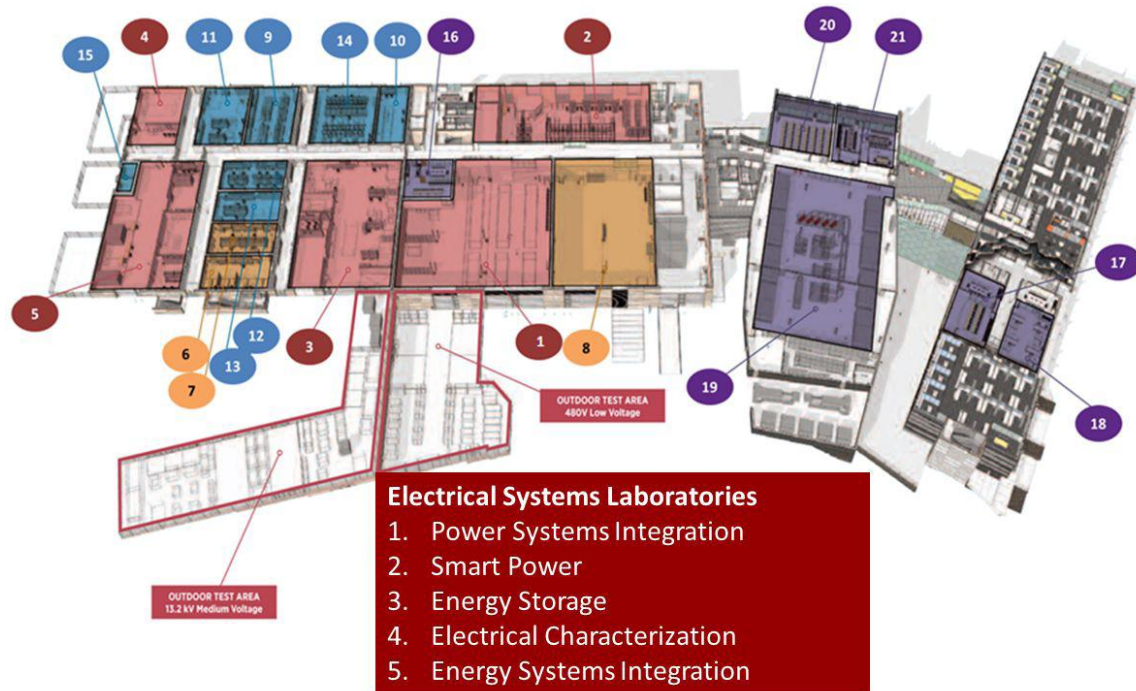 20
4
11
9
14
10
16
2
21
15
17
5
6
12
3
1
8
13
7
19
18
OUTDOOR TEST AREA
480V Low Voltage
OUTDOOR TEST AREA
13.2 kV Medium Voltage
Electrical Systems Laboratories
1. Power Systems Integration
2. Smart Power
3. Energy Storage
4. Electrical Characterization
5. Energy Systems Integration